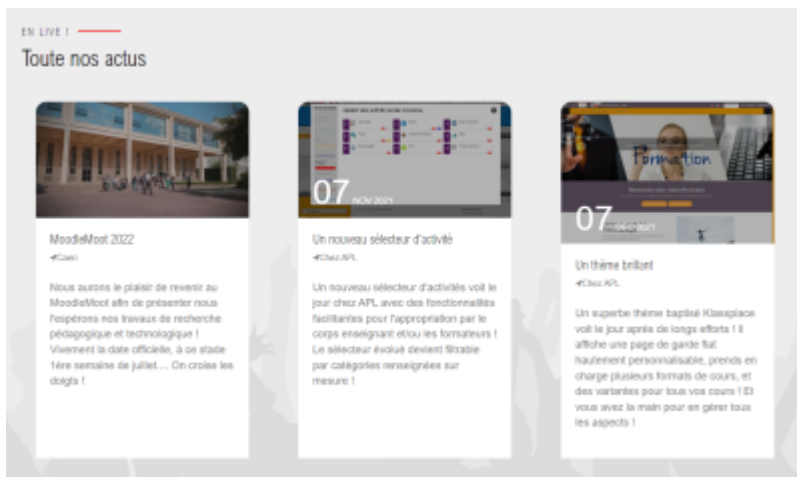 EN LIVE !
Toute nos actus
MoodleMoot 2022
Caen
Nous aurons le plaisir de revenir au
MoodleMoot afin de présenter nous
l'espérons nos travaux de recherche
pédagogique et technologique !
Vivement la date officielle, à ce stade
1ère semaine de juillet.... On croise les
doigts !
07 NOV 2021
Un nouveau sélecteur d'activité
Chez APL
Un nouveau sélecteur d'activités voit le
jour chez APL avec des fonctionnalités
facilitantes pour l'appropriation par le
corps enseignant et/ou les formateurs !
Le sélecteur évolué devient filtrable
par catégories renseignées sur
mesure !
Formation
07 DEC 2021
Un thème brillant
Chez APL
Un superbe thème baptisé Klassplace
voit le jour après de longs efforts ! Il
affiche une page de garde flat
hautement personnalisable, prends en
charge plusieurs formats de cours, et
des variantes pour tous vos cours ! Et
vous avez la main pour en gérer tous
les aspects !